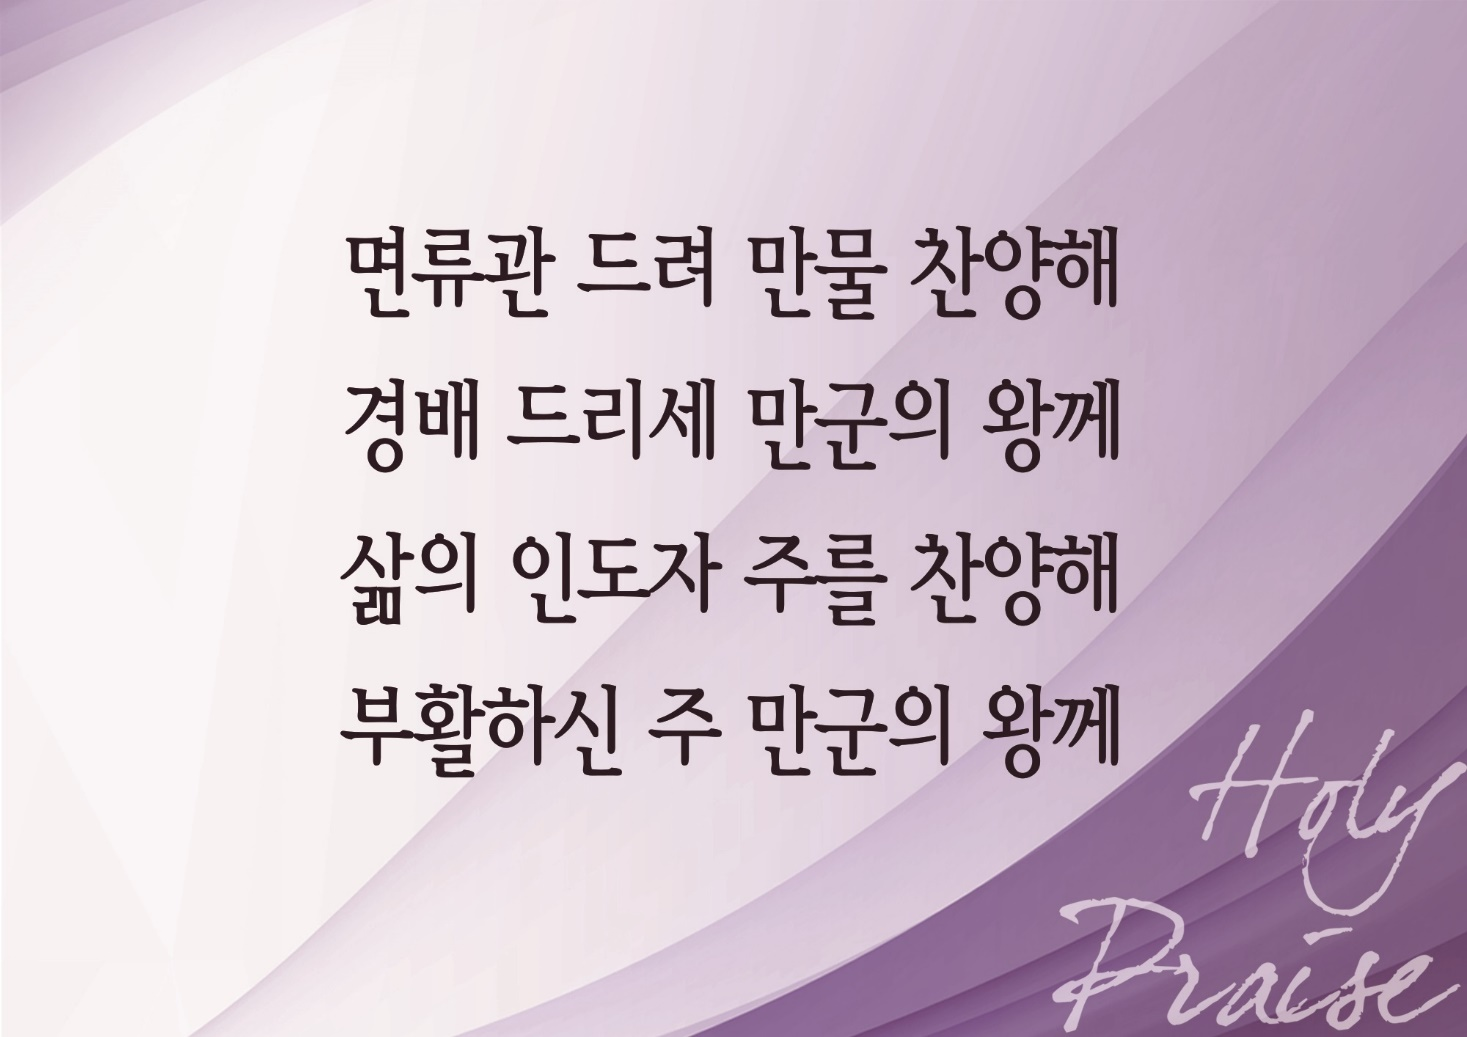 면류관 드려 만물 찬양해
경배 드리세 만군의 왕께
삶의 인도자 주를 찬양해
부활하신 주 만군의 왕께
Holy
Praise